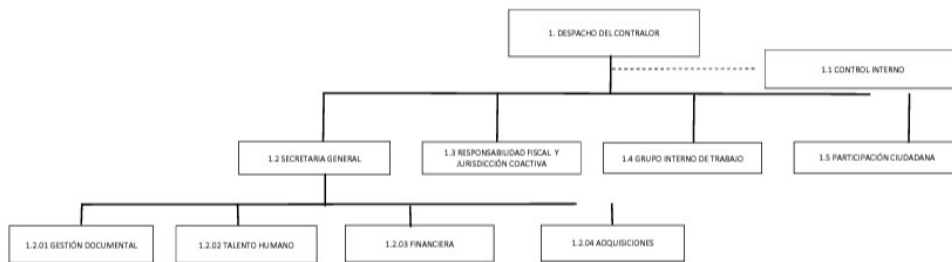 1. DESPACHO DEL CONTRALOR
1.1 CONTROL INTERNO
1.2 SECRETARIA GENERAL
1.3 RESPONSABILIDAD FISCAL Y
JURISDICCIÓN COACTIVA
1.4 GRUPO INTERNO DE TRABAJO
1.5 PARTICIPACIÓN CIUDADANA
1.2.01 GESTIÓN DOCUMENTAL
1.2.02 TALENTO HUMANO
1.2.03 FINANCIERA
1.2.04 ADQUISICIONES